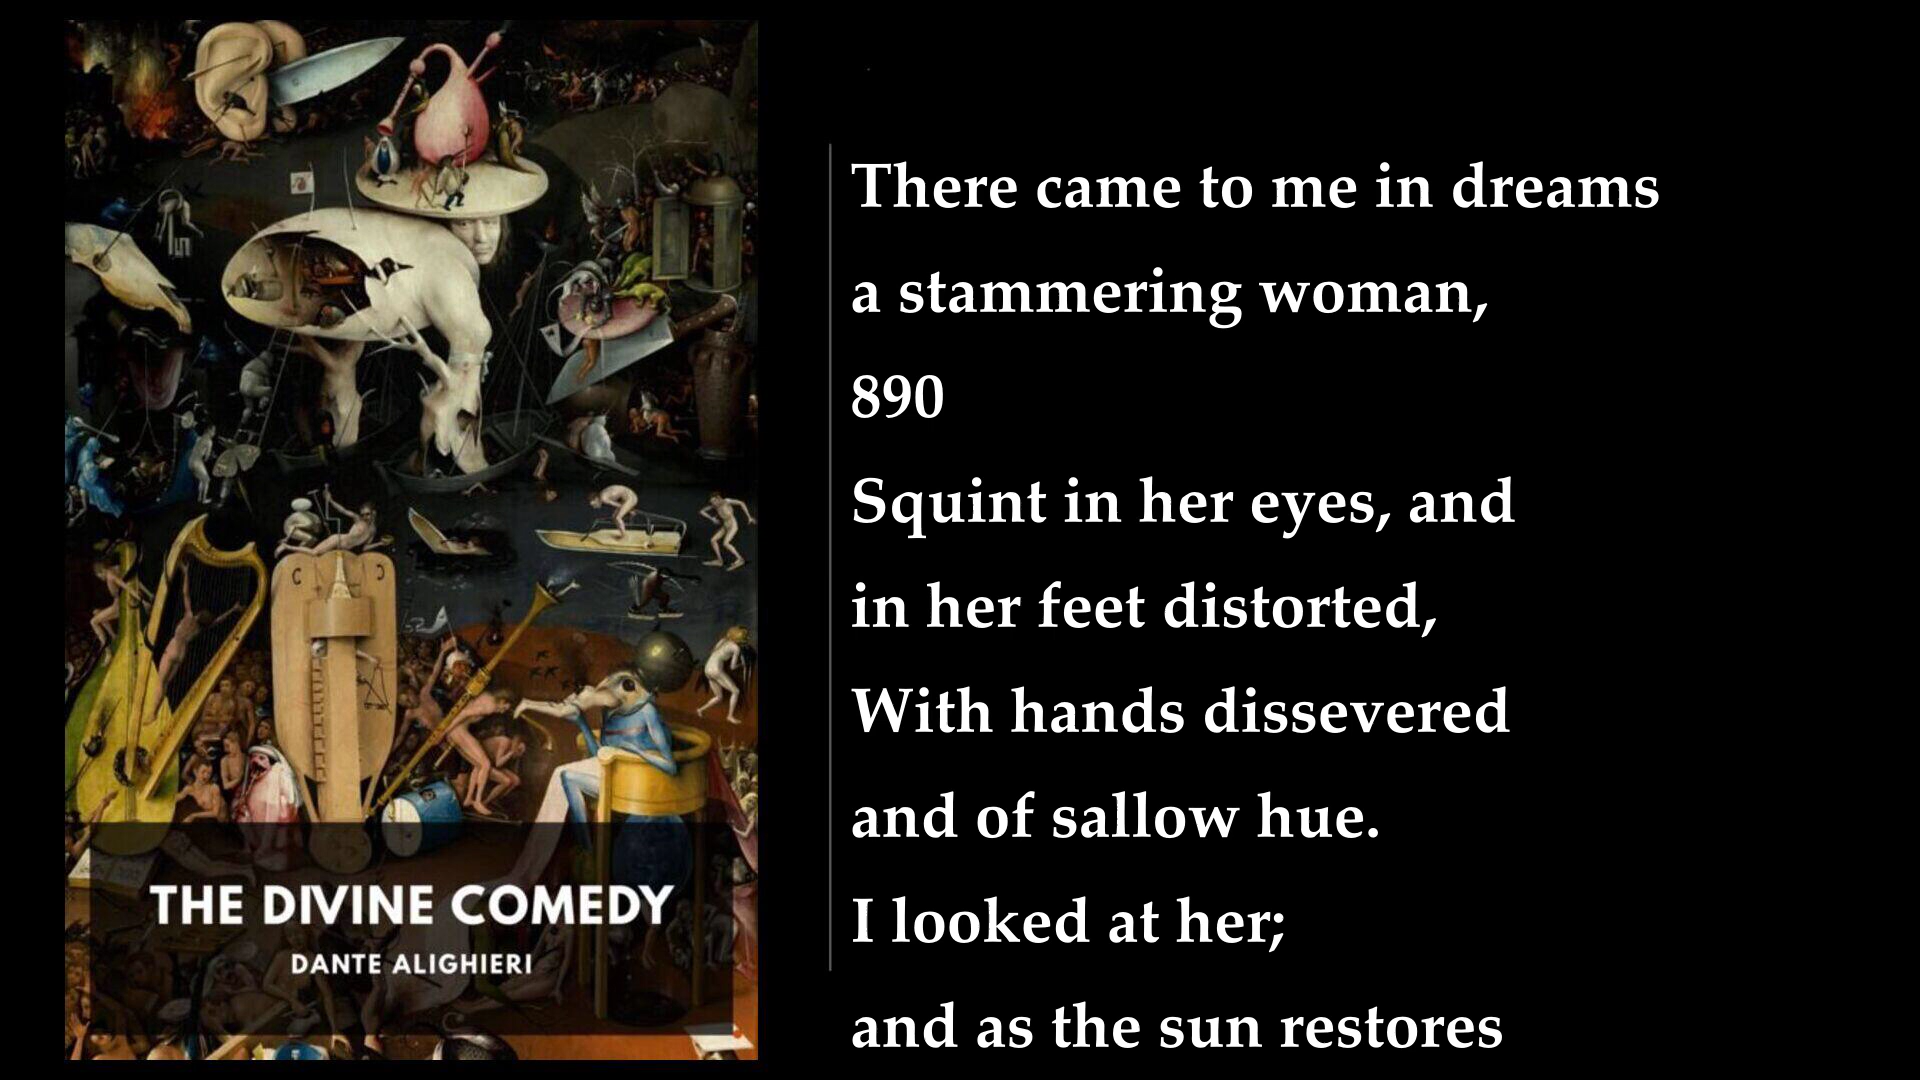 THE DIVINE COMEDY
DANTE ALIGHIERI
There came to me in dreams
a stammering woman,
890
Squint in her eyes, and
in her feet distorted,
With hands dissevered
and of sallow hue.
I looked at her;
and as the sun restores